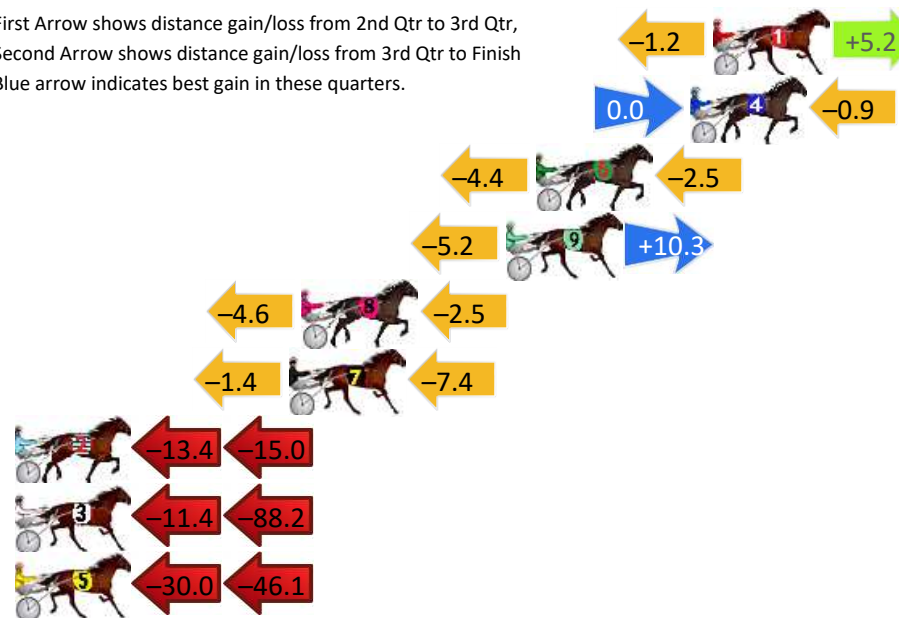 First Arrow shows distance gain/loss from 2nd Qtr to 3rd Qtr,
Second Arrow shows distance gain/loss from 3rd Qtr to Finish
Blue arrow indicates best gain in these quarters.
–1.2 1 +5.2
0.0 4 –0.9
–4.4 6 –2.5
–5.2 9 +10.3
–4.6 8 –2.5
–1.4 7 –7.4
2 –13.4 –15.0
3 –11.4 –88.2
5 –30.0 –46.1